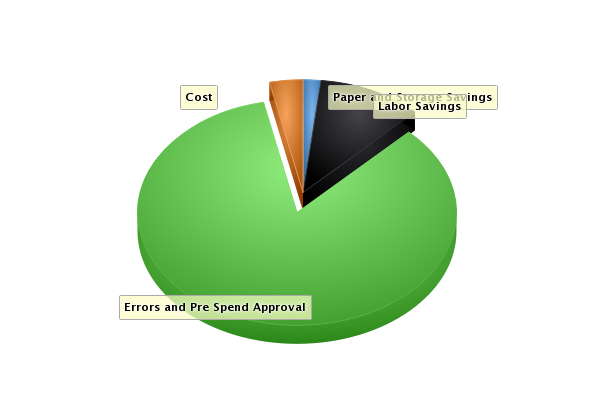 Cost
Paper and Storage Savings
Labor Savings
Errors and Pre Spend Approval